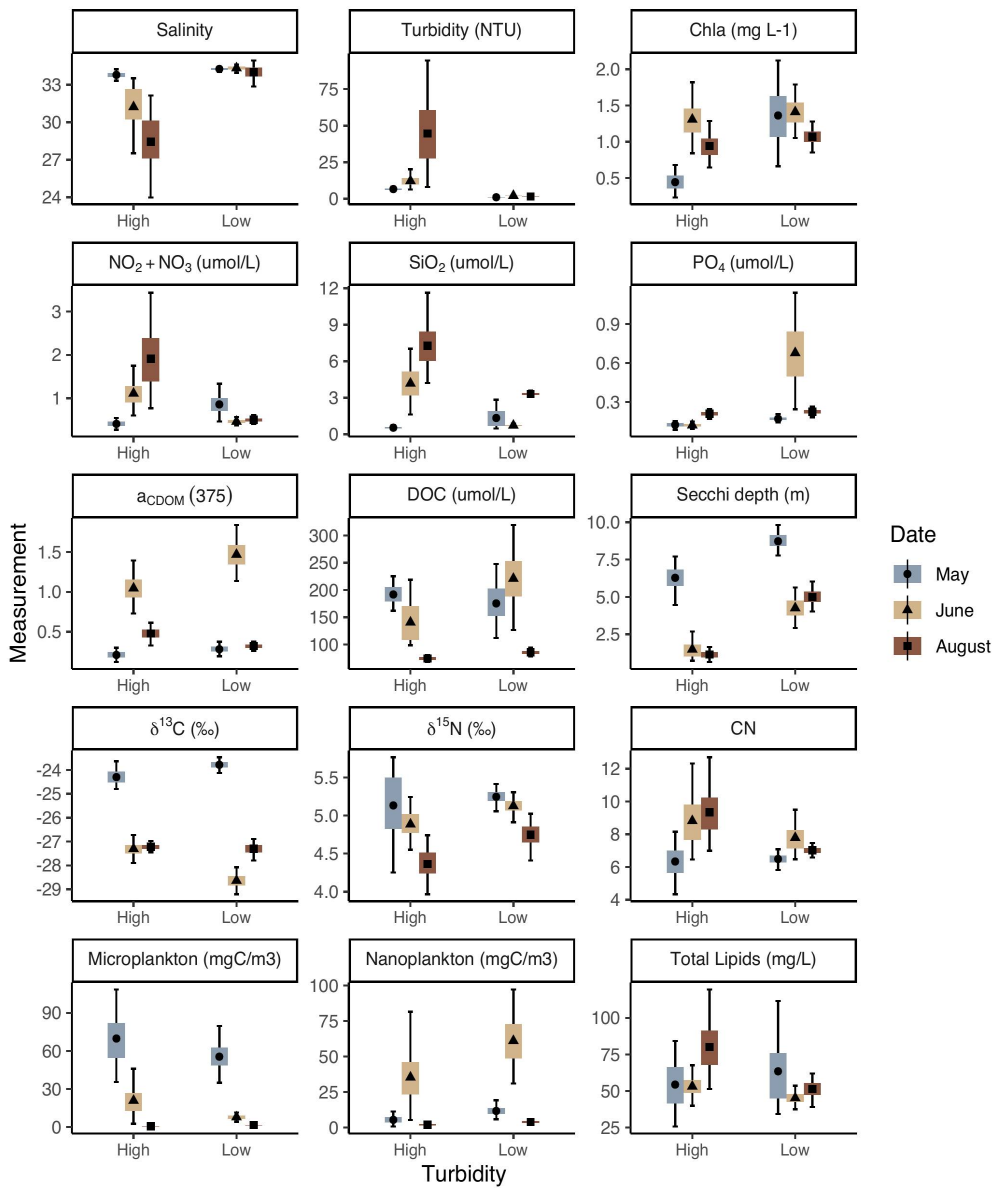 Salinity
Turbidity (NTU)
Chla (mg L-1)
33
30
27
24
High
Low
75
50
25
0
High
Low
2.0
1.5
1.0
0.5
High
Low
NO₂ + NO₃ (umol/L)
SiO₂ (umol/L)
PO₄ (umol/L)
3
2
1
High
Low
12
9
6
3
0
High
Low
0.9
0.6
0.3
High
Low
aCDOM (375)
DOC (umol/L)
Secchi depth (m)
1.5
1.0
0.5
High
Low
300
250
200
150
100
High
Low
10.0
7.5
5.0
2.5
High
Low
δ¹³C (‰)
δ¹⁵N (‰)
CN
-24
-25
-26
-27
-28
-29
High
Low
5.5
5.0
4.5
4.0
High
Low
12
10
8
6
4
High
Low
Microplankton (mgC/m3)
Nanoplankton (mgC/m3)
Total Lipids (mg/L)
90
60
30
0
High
Low
100
75
50
25
0
High
Low
100
75
50
25
High
Low
Measurement
Turbidity
Date
May
June
August